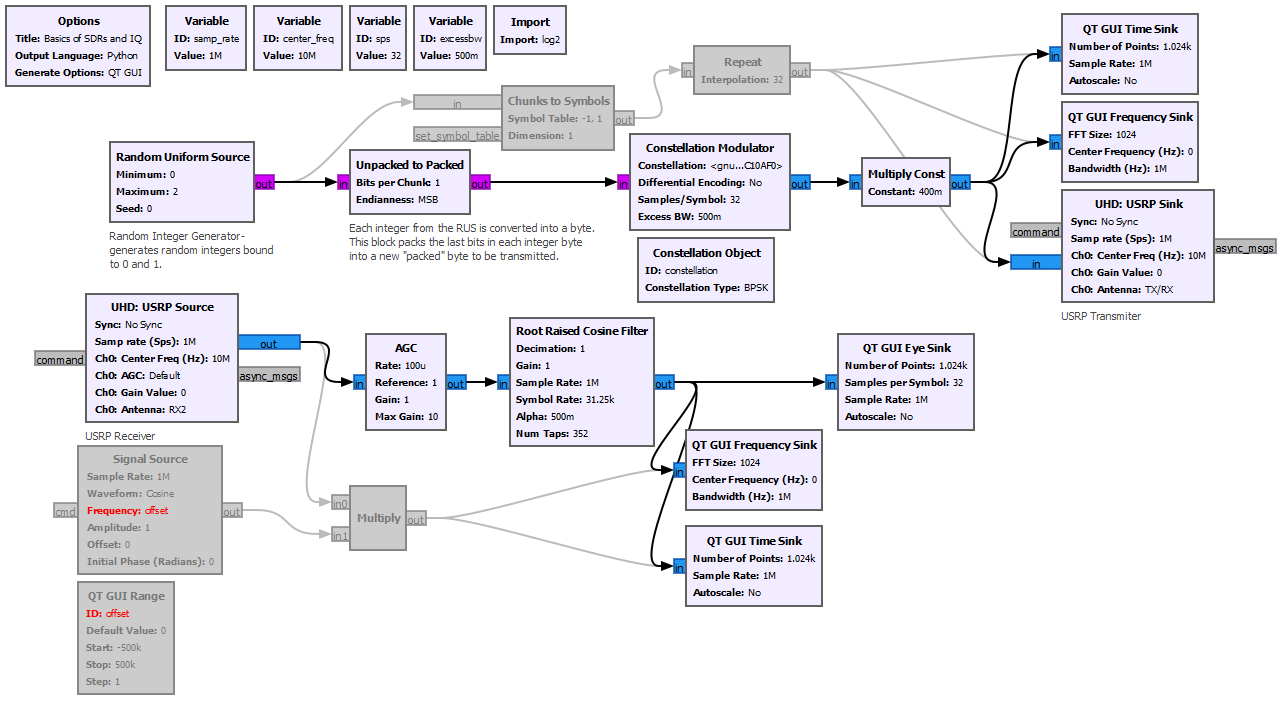 Options
Title: Basics of SDRs and IQ
Output Language: Python
Generate Options: QT GUI
Variable
ID: samp_rate
Value: 1M
Variable
ID: center_freq
Value: 10M
Variable
ID: sps
Value: 32
Variable
ID: excessbw
Value: 500m
Import
Import: log2
Random Uniform Source
Minimum: 0
Maximum: 2
Seed: 0
out
Random Integer Generator-
generates random integers bound
to 0 and 1.
in
set_symbol_table
Chunks to Symbols
Symbol Table: -1, 1
Dimension: 1
out
in
Repeat
Interpolation: 32
out
in
Unpacked to Packed
Bits per Chunk: 1
Endianness: MSB
out
Each integer from the RUS is converted into a byte.
This block packs the last bits in each integer byte
into a new "packed" byte to be transmitted.
in
Constellation Modulator
Constellation: <gnu...C10AF0>
Differential Encoding: No
Samples/Symbol: 32
Excess BW: 500m
out
Constellation Object
ID: constellation
Constellation Type: BPSK
in
Multiply Const
Constant: 400m
out
in
QT GUI Time Sink
Number of Points: 1.024k
Sample Rate: 1M
Autoscale: No
in
QT GUI Frequency Sink
FFT Size: 1024
Center Frequency (Hz): 0
Bandwidth (Hz): 1M
command
in
UHD: USRP Sink
Sync: No Sync
Samp rate (Sps): 1M
Ch0: Center Freq (Hz): 10M
Ch0: Gain Value: 0
Ch0: Antenna: TX/RX
async_msgs
USRP Transmiter
command
UHD: USRP Source
Sync: No Sync
Samp rate (Sps): 1M
Ch0: Center Freq (Hz): 10M
Ch0: AGC: Default
Ch0: Gain Value: 0
Ch0: Antenna: RX2
out
async_msgs
USRP Receiver
in
AGC
Rate: 100u
Reference: 1
Gain: 1
Max Gain: 10
out
in
Root Raised Cosine Filter
Decimation: 1
Gain: 1
Sample Rate: 1M
Symbol Rate: 31.25k
Alpha: 500m
Num Taps: 352
out
in
QT GUI Eye Sink
Number of Points: 1.024k
Samples per Symbol: 32
Sample Rate: 1M
Autoscale: No
in
QT GUI Frequency Sink
FFT Size: 1024
Center Frequency (Hz): 0
Bandwidth (Hz): 1M
cmd
Signal Source
Sample Rate: 1M
Waveform: Cosine
Frequency: offset
Amplitude: 1
Offset: 0
Initial Phase (Radians): 0
out
in0
in1
Multiply
out
in
QT GUI Time Sink
Number of Points: 1.024k
Sample Rate: 1M
Autoscale: No
QT GUI Range
ID: offset
Default Value: 0
Start: -500k
Stop: 500k
Step: 1